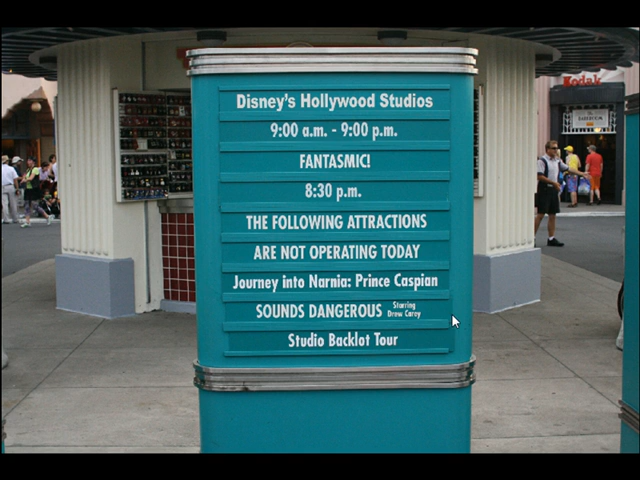 Disney's Hollywood Studios
9:00 a.m. - 9:00 p.m.
FANTASMIC!
8:30 p.m.
THE FOLLOWING ATTRACTIONS
ARE NOT OPERATING TODAY
Journey into Narnia: Prince Caspian
SOUNDS DANGEROUS Starring Drew Carey
Studio Backlot Tour
Kodak